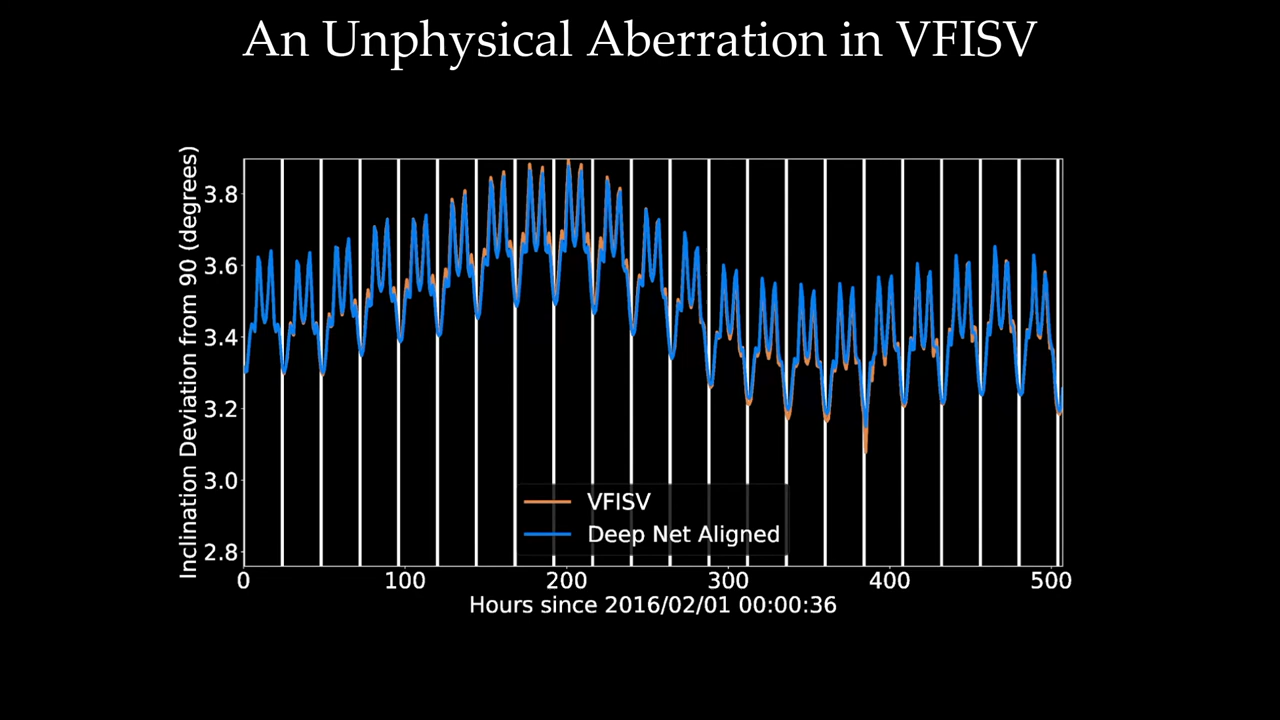 An Unphysical Aberration in VFISV
Inclination Deviation from 90 (degrees)
3.8
3.6
3.4
3.2
3.0
2.8
VFISV
Deep Net Aligned
0 100 200 300 400 500
Hours since 2016/02/01 00:00:36